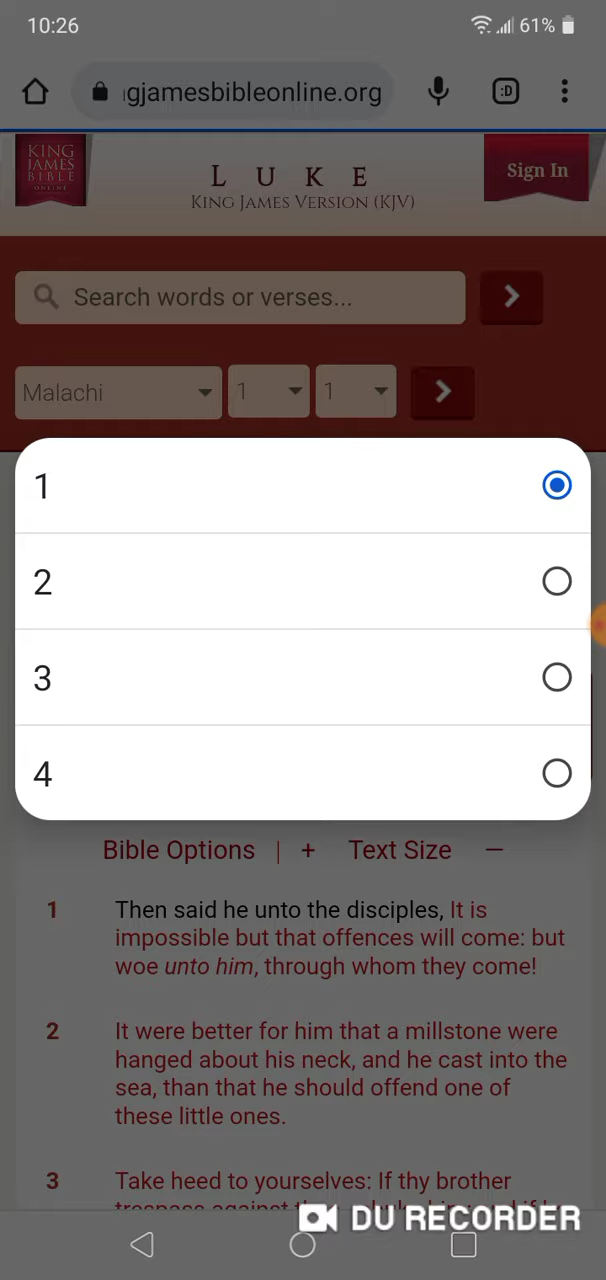 10:26
61%
gjamesbibleonline.org
:D
KING
JAMES
BIBLE
ONLINE
LUKE
KING JAMES VERSION (KJV)
Sign In
Search words or verses...
Malachi
1
1
1
2
3
4
Bible Options | + Text Size –
1 Then said he unto the disciples, It is
impossible but that offences will come: but
woe unto him, through whom they come!
2 It were better for him that a millstone were
hanged about his neck, and he cast into the
sea, than that he should offend one of
these little ones.
3 Take heed to yourselves: If thy brother
trespass against
DU RECORDER